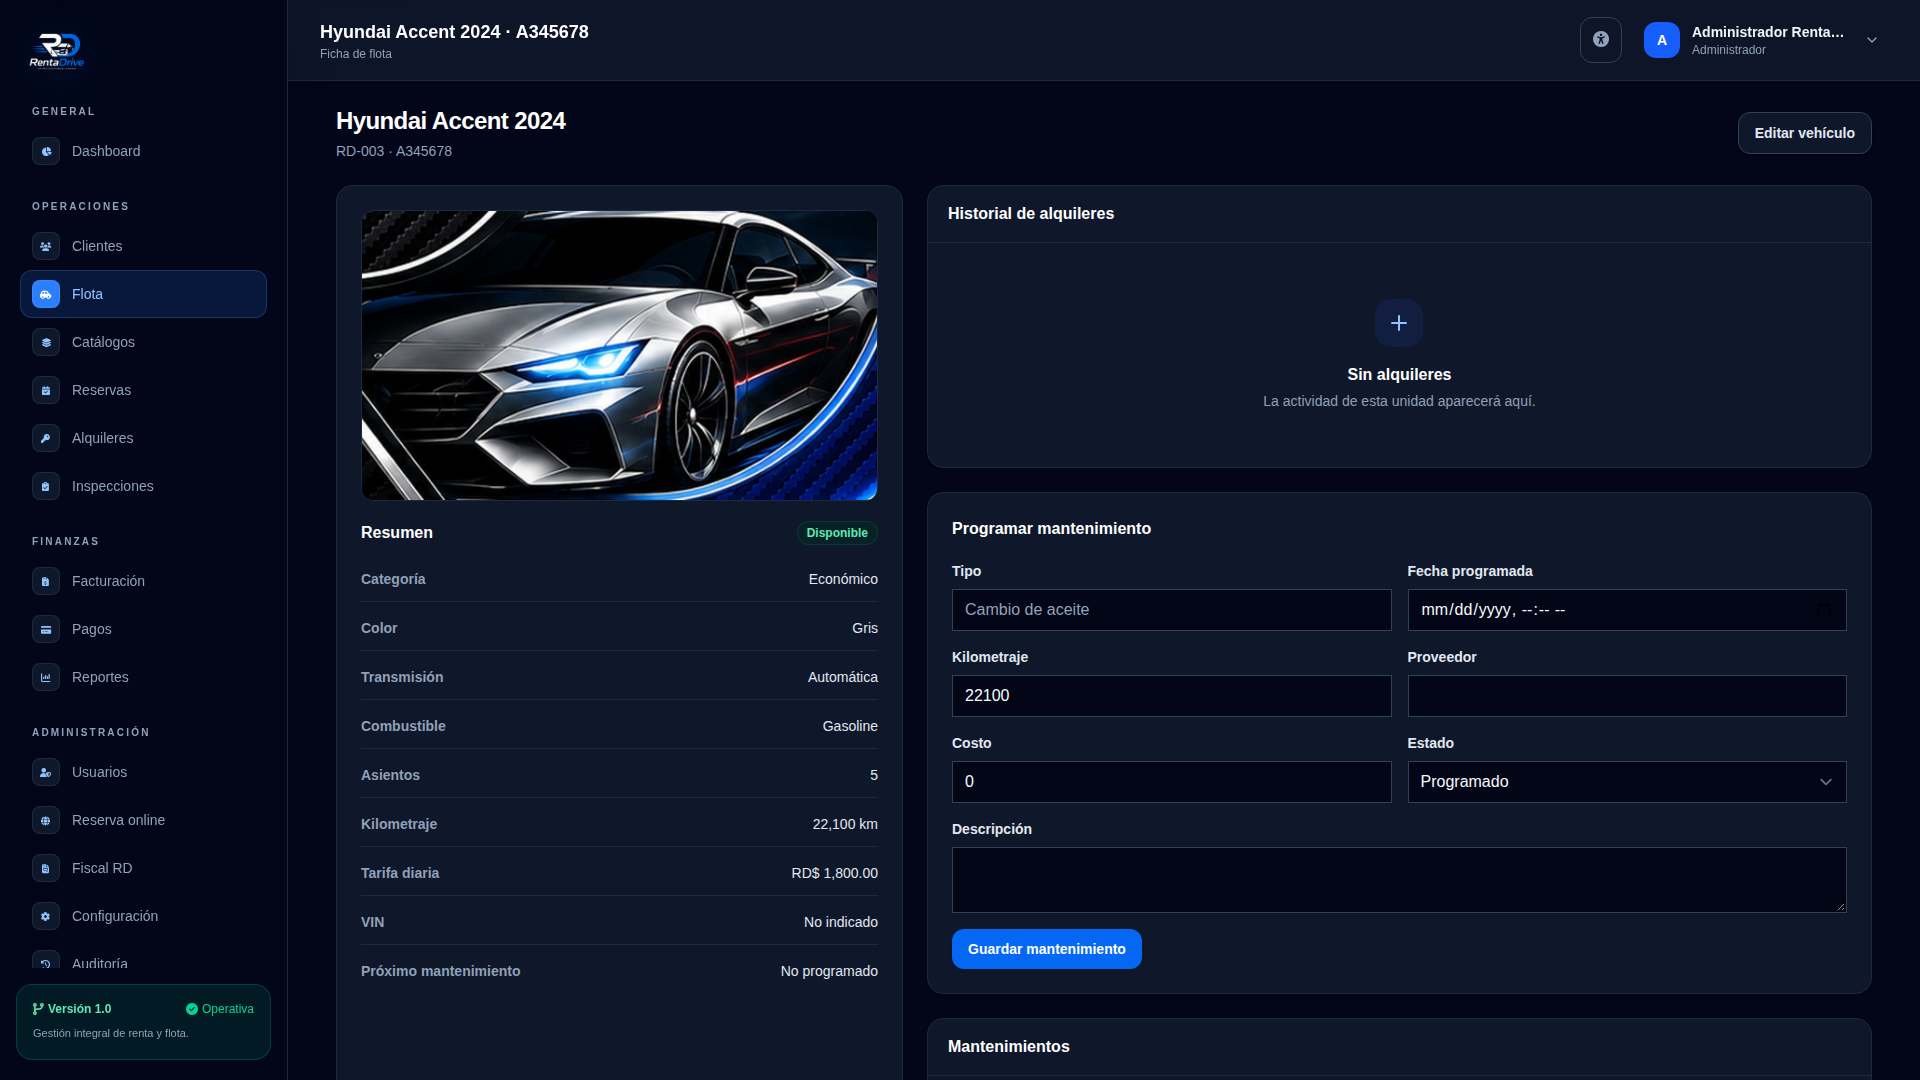 RentaDrive
GENERAL
Dashboard
OPERACIONES
Clientes
Flota
Catálogos
Reservas
Alquileres
Inspecciones
FINANZAS
Facturación
Pagos
Reportes
ADMINISTRACIÓN
Usuarios
Reserva online
Fiscal RD
Configuración
Auditoría
Versión 1.0
Operativa
Gestión integral de renta y flota.
Hyundai Accent 2024 · A345678
Ficha de flota
A
Administrador Renta…
Administrador
Hyundai Accent 2024
RD-003 · A345678
Editar vehículo
Resumen
Disponible
Categoría
Económico
Color
Gris
Transmisión
Automática
Combustible
Gasoline
Asientos
5
Kilometraje
22,100 km
Tarifa diaria
RD$ 1,800.00
VIN
No indicado
Próximo mantenimiento
No programado
Historial de alquileres
Sin alquileres
La actividad de esta unidad aparecerá aquí.
Programar mantenimiento
Tipo
Cambio de aceite
Fecha programada
mm/dd/yyyy, --:-- --
Kilometraje
22100
Proveedor
Costo
0
Estado
Programado
Descripción
Guardar mantenimiento
Mantenimientos